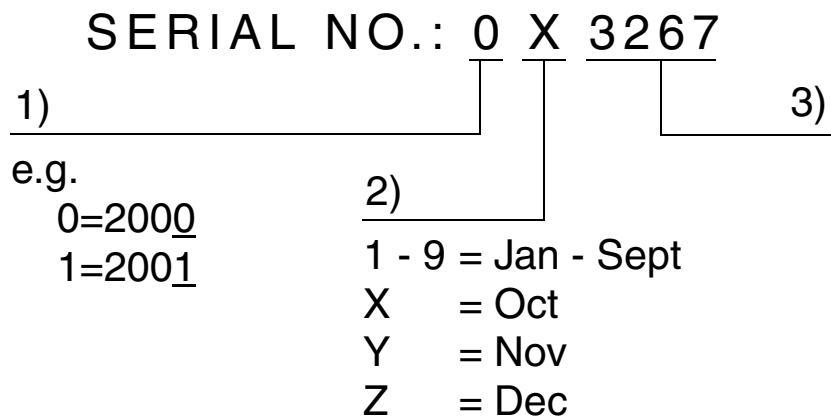 SERIAL NO.: 0 X 3267
1)
3)
e.g.
0=2000
1=2001
2)
1 - 9 = Jan - Sept
X = Oct
Y = Nov
Z = Dec